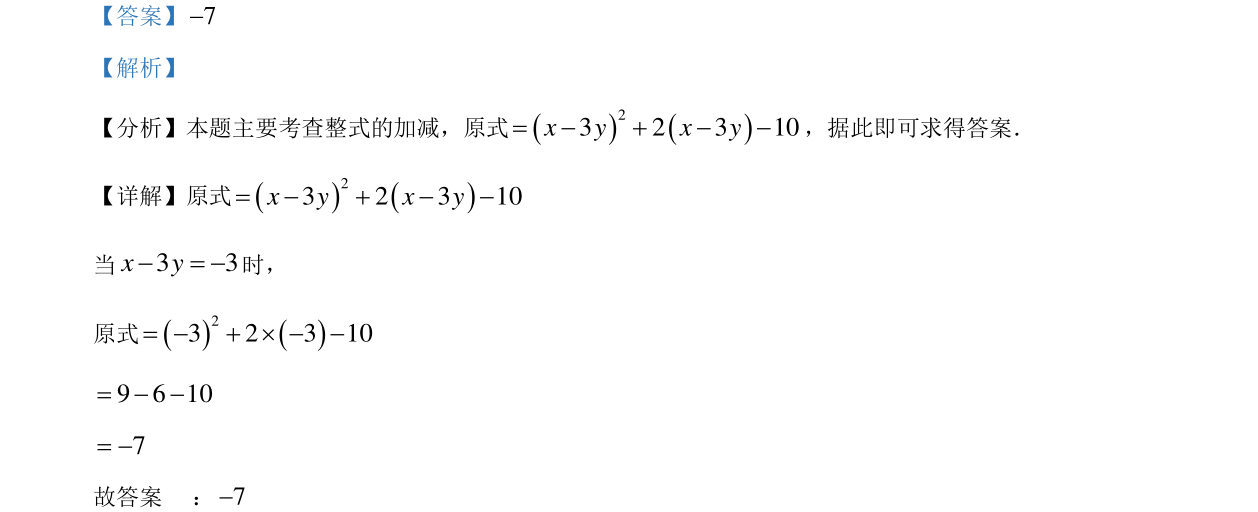 【答案】−7
【解析】
【分析】本题主要考查整式的加减，原式=(x−3y)²+2(x−3y)−10，据此即可求得答案．
【详解】原式=(x−3y)²+2(x−3y)−10
当x−3y=−3时，
原式=(−3)²+2×(−3)−10
=9−6−10
=−7
故答案 ：−7